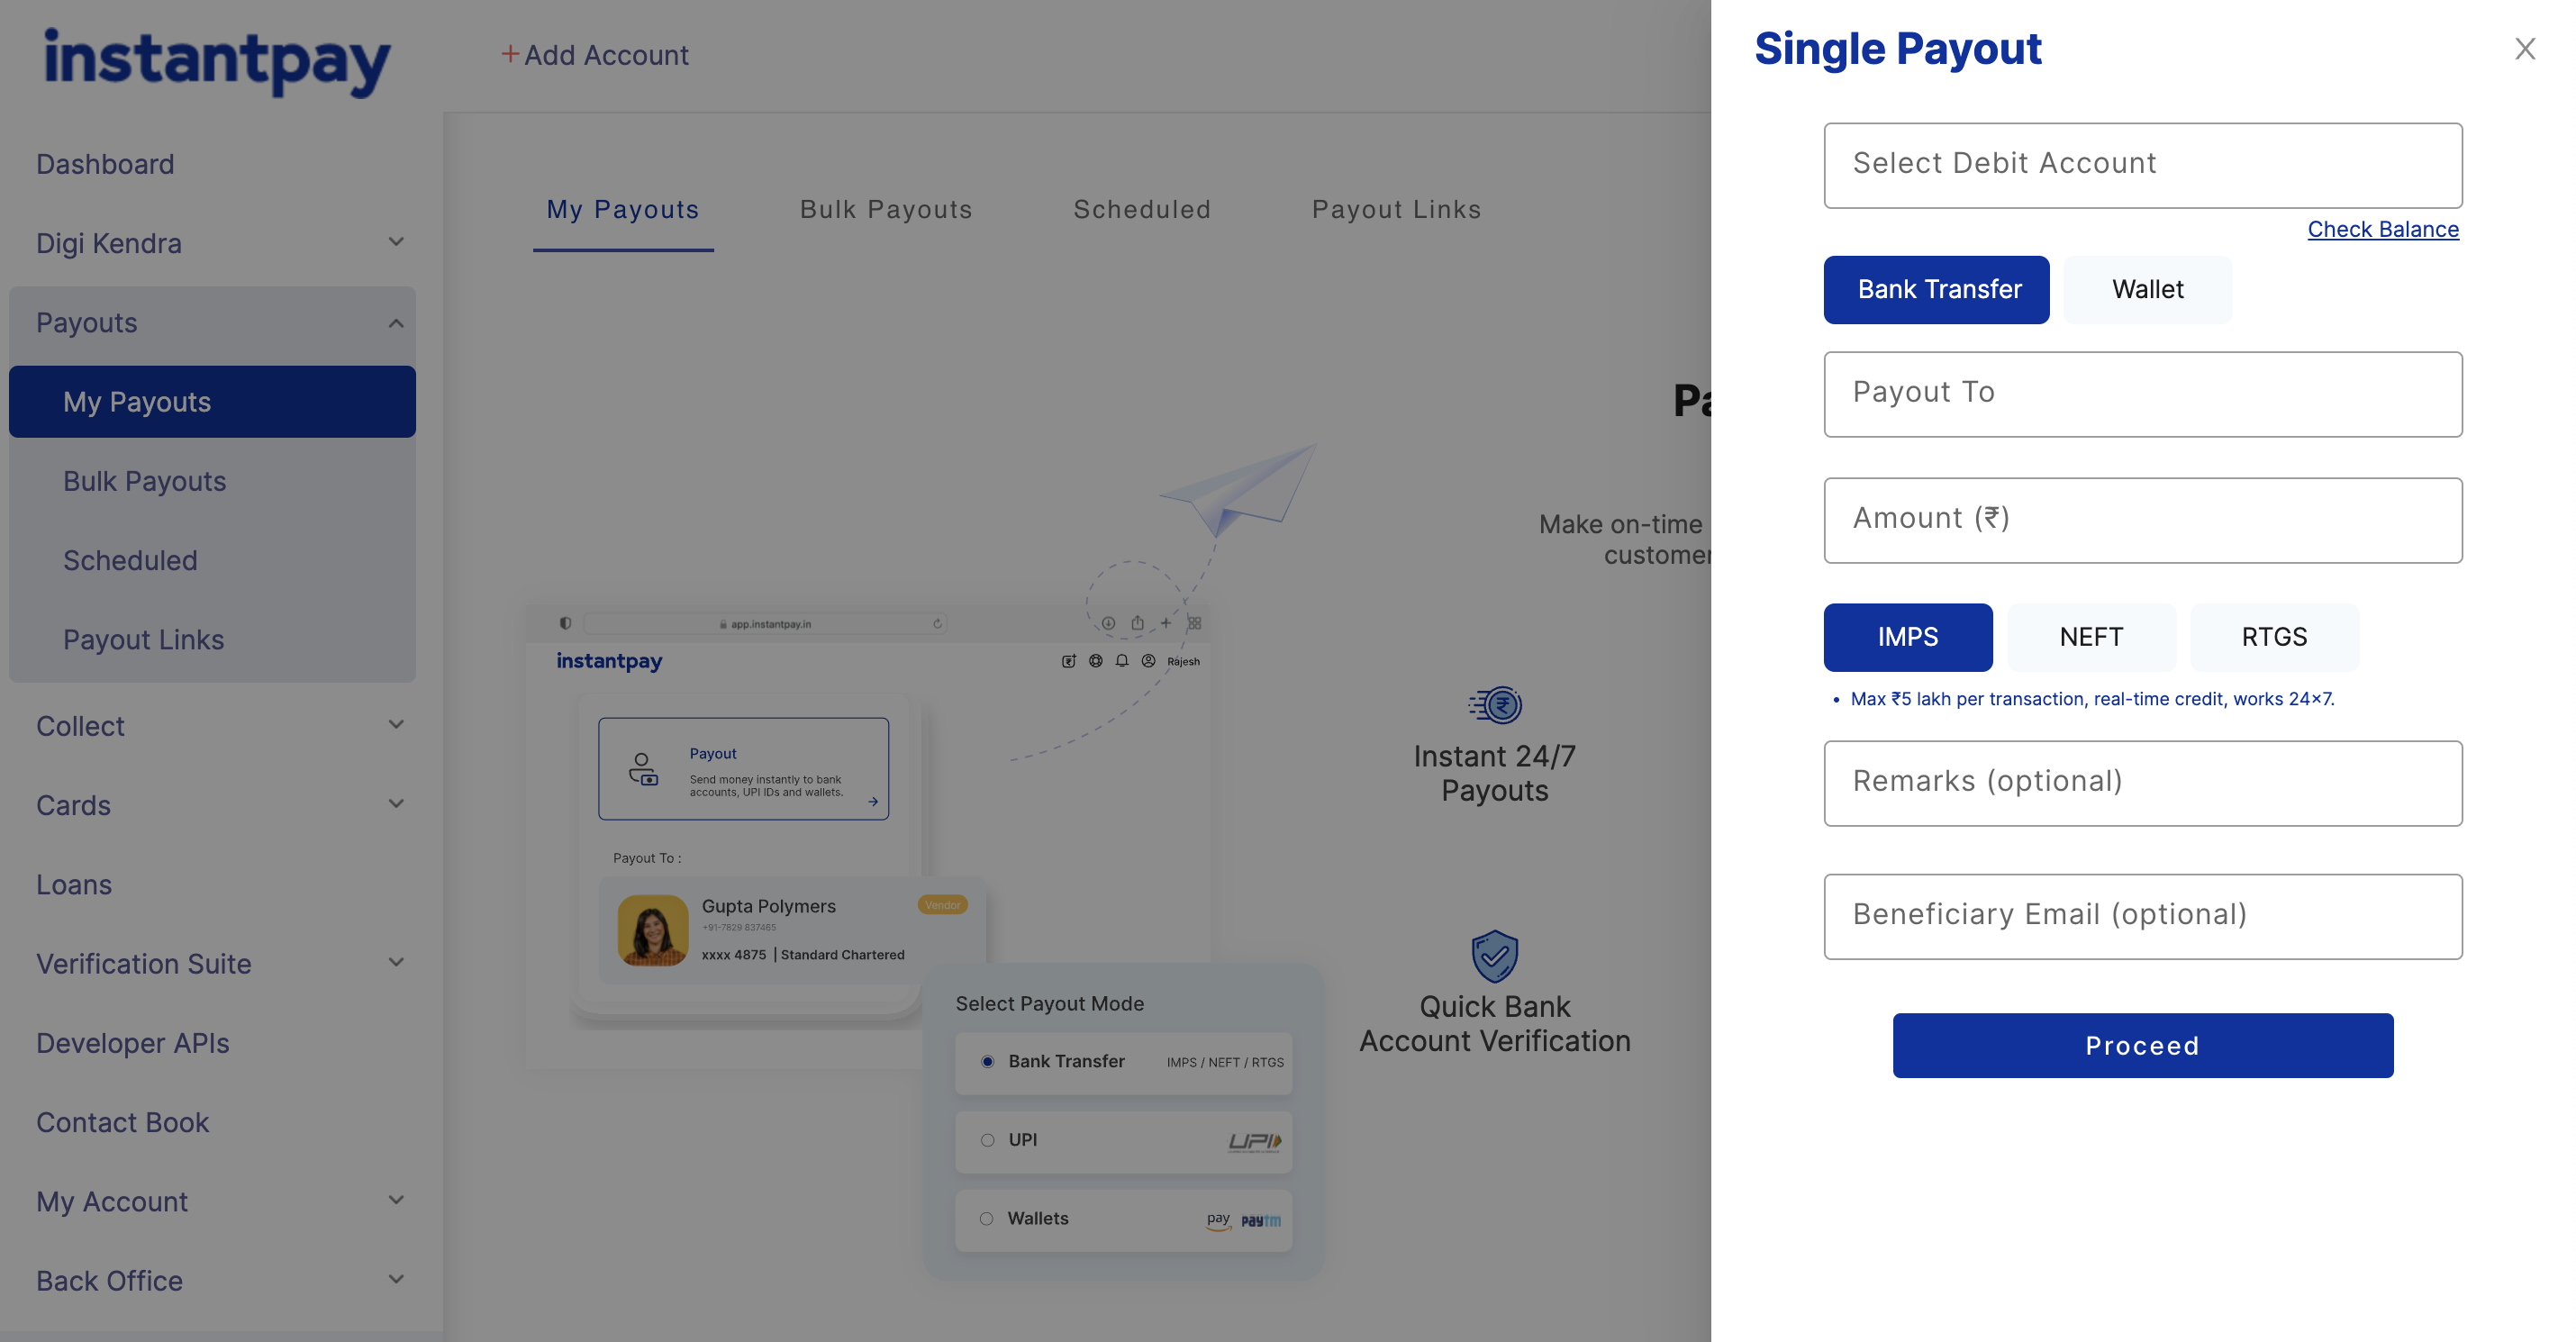 instantpay
+Add Account
Dashboard
Digi Kendra
Payouts
My Payouts
Bulk Payouts
Scheduled
Payout Links
Collect
Cards
Loans
Verification Suite
Developer APIs
Contact Book
My Account
Back Office
My Payouts
Bulk Payouts
Scheduled
Payout Links
Make on-time
customer
app.instantpay.in
instantpay
Rajesh
Payout
Send money instantly to bank
accounts, UPI IDs and wallets.
Payout To :
Gupta Polymers
Vendor
+91-7829 837465
xxxx 4875 | Standard Chartered
Select Payout Mode
Bank Transfer IMPS / NEFT / RTGS
UPI UPI
Wallets pay paytm
Instant 24/7
Payouts
Quick Bank
Account Verification
Single Payout
X
Select Debit Account
Check Balance
Bank Transfer
Wallet
Payout To
Amount (₹)
IMPS
NEFT
RTGS
• Max ₹5 lakh per transaction, real-time credit, works 24×7.
Remarks (optional)
Beneficiary Email (optional)
Proceed